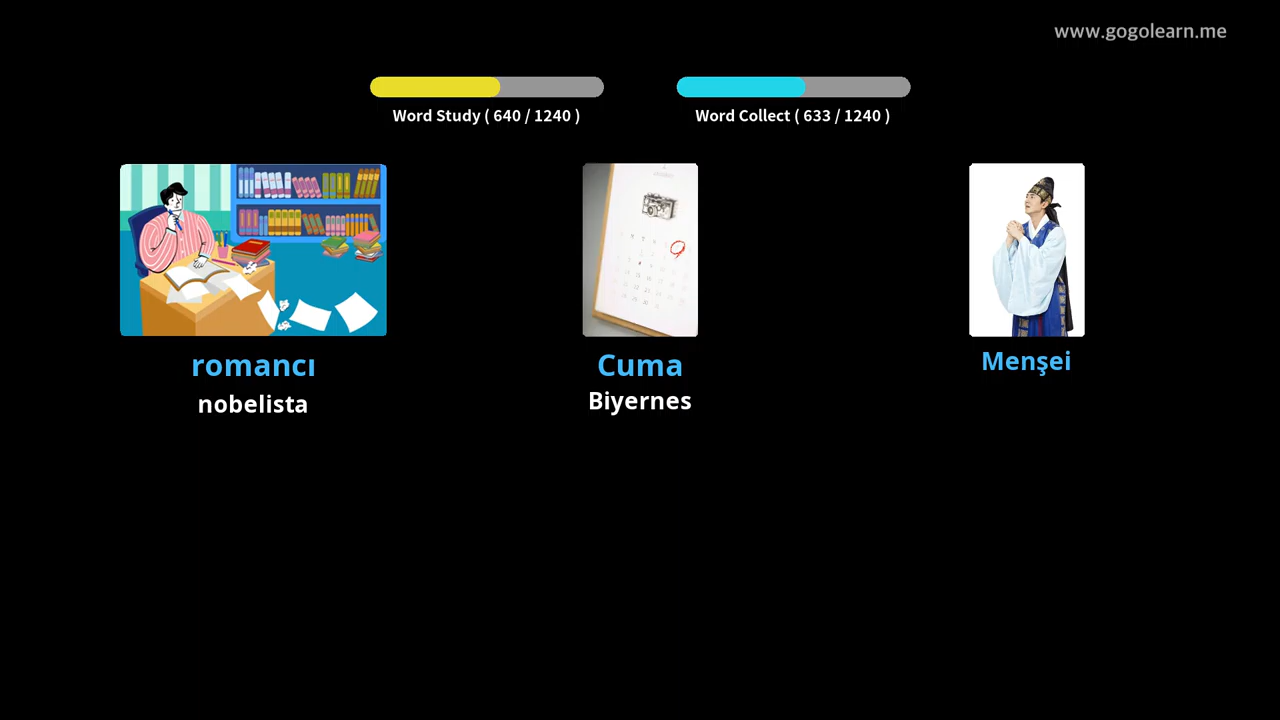 www.gogolearn.me
Word Study ( 640 / 1240 )
Word Collect ( 633 / 1240 )
romancı
nobelista
Cuma
Biyernes
Menşei